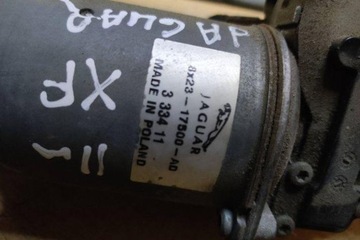 JAGUAR
XF
=I
JAGUAR
8X23-17500-AD
3 334 11
MADE IN POLAND